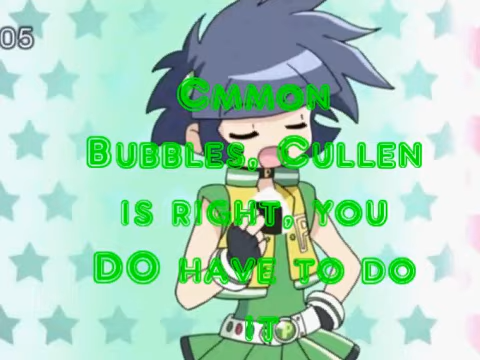 05
Cmmon
Bubbles, Cullen
is right, you
DO have to do
it
P
P